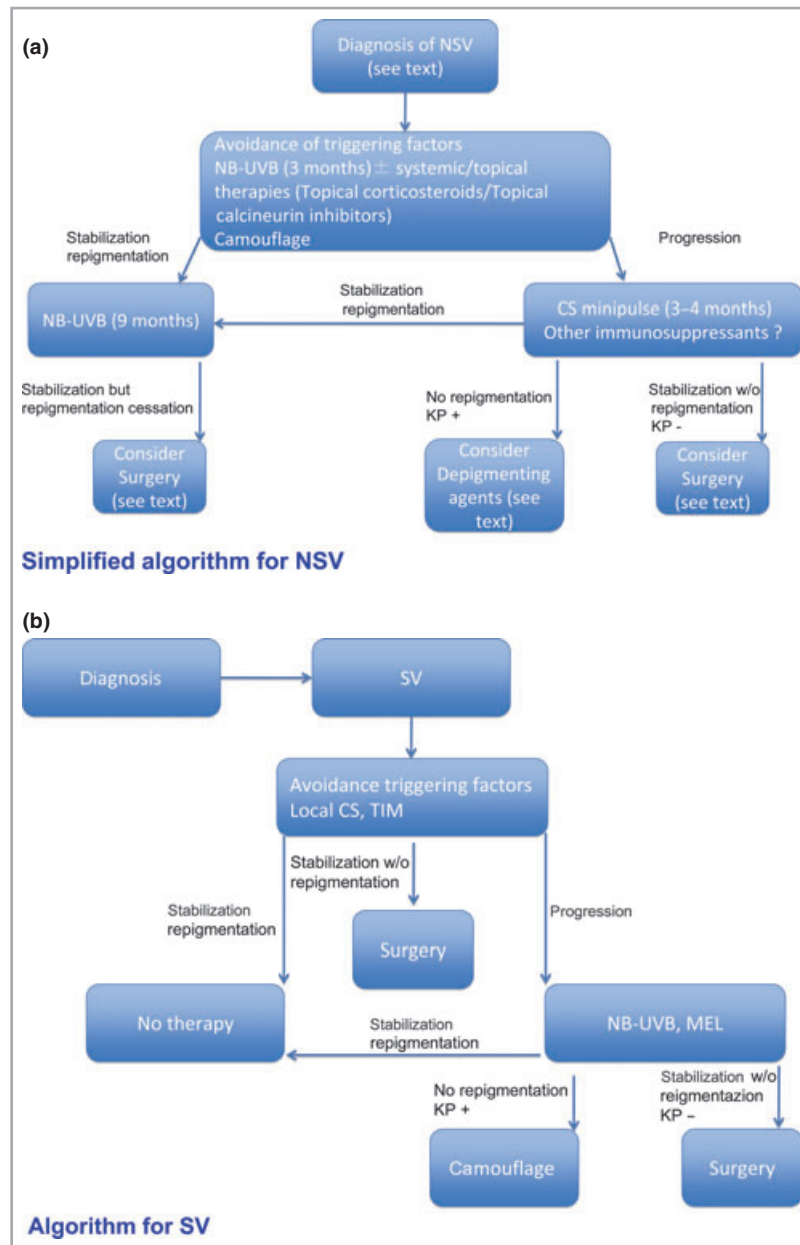 (a)
Diagnosis of NSV
(see text)
Avoidance of triggering factors
NB-UVB (3 months) ± systemic/topical
therapies (Topical corticosteroids/Topical
calcineurin inhibitors)
Camouflage
Stabilization
repigmentation
Progression
NB-UVB (9 months)
Stabilization
repigmentation
CS minipulse (3–4 months)
Other immunosuppressants ?
Stabilization but
repigmentation cessation
No repigmentation
KP +
Stabilization w/o
repigmentation
KP -
Consider
Surgery
(see text)
Consider
Depigmenting
agents (see
text)
Consider
Surgery
(see text)
Simplified algorithm for NSV
(b)
Diagnosis
SV
Avoidance triggering factors
Local CS, TIM
Stabilization
repigmentation
Stabilization w/o
repigmentation
Progression
Surgery
No therapy
Stabilization
repigmentation
NB-UVB, MEL
No repigmentation
KP +
Stabilization w/o
reigmentazion
KP –
Camouflage
Surgery
Algorithm for SV